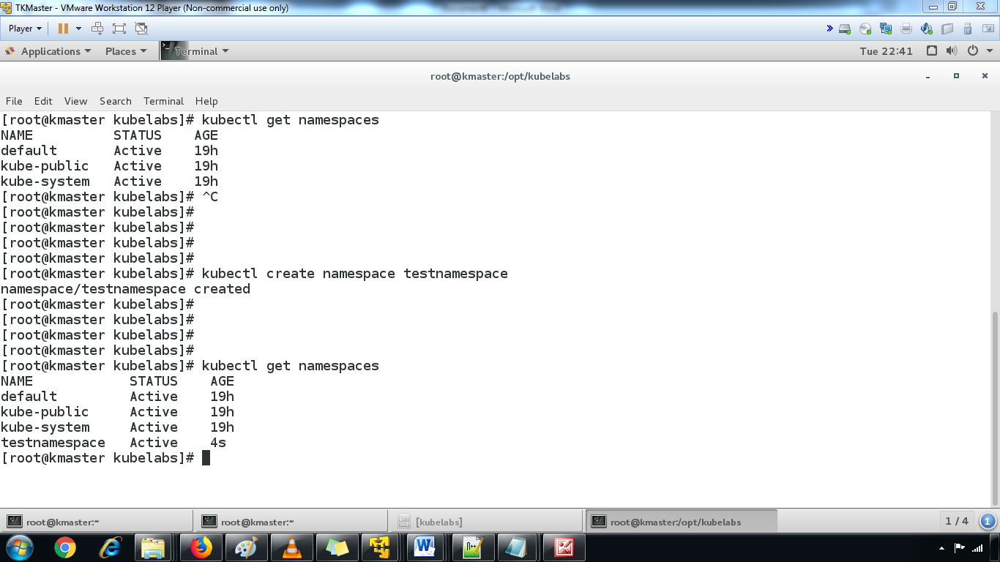 TKMaster - VMware Workstation 12 Player (Non-commercial use only)
Player
Applications Places Terminal Tue 22:41
root@kmaster:/opt/kubelabs
File Edit View Search Terminal Help
[root@kmaster kubelabs]# kubectl get namespaces
NAME          STATUS    AGE
default       Active    19h
kube-public   Active    19h
kube-system   Active    19h
[root@kmaster kubelabs]# ^C
[root@kmaster kubelabs]#
[root@kmaster kubelabs]#
[root@kmaster kubelabs]#
[root@kmaster kubelabs]#
[root@kmaster kubelabs]# kubectl create namespace testnamespace
namespace/testnamespace created
[root@kmaster kubelabs]#
[root@kmaster kubelabs]#
[root@kmaster kubelabs]#
[root@kmaster kubelabs]#
[root@kmaster kubelabs]# kubectl get namespaces
NAME            STATUS    AGE
default         Active    19h
kube-public     Active    19h
kube-system     Active    19h
testnamespace   Active    4s
[root@kmaster kubelabs]#
root@kmaster:~ root@kmaster:~ [kubelabs] root@kmaster:/opt/kubelabs 1 / 4 1